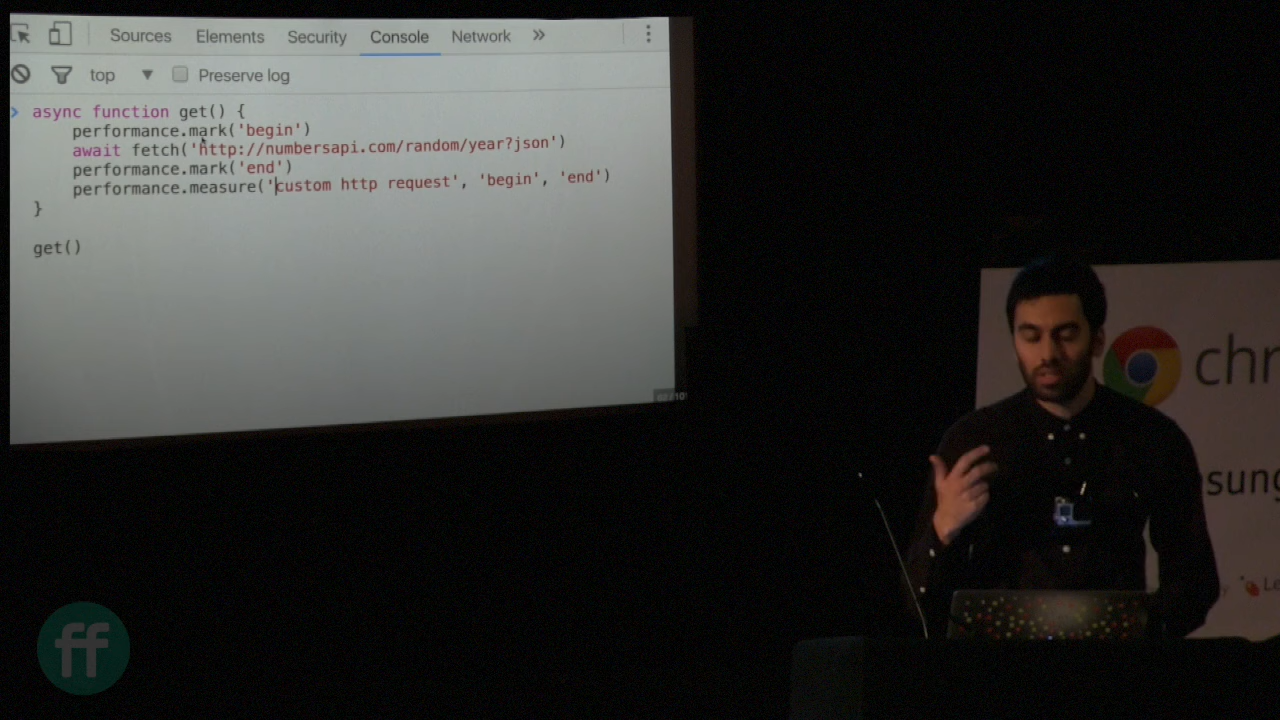 Sources Elements Security Console Network »
top ▼ Preserve log
async function get() {
performance.mark('begin')
await fetch('http://numbersapi.com/random/year?json')
performance.mark('end')
performance.measure('custom http request', 'begin', 'end')
}
get()
chr
sung
ff